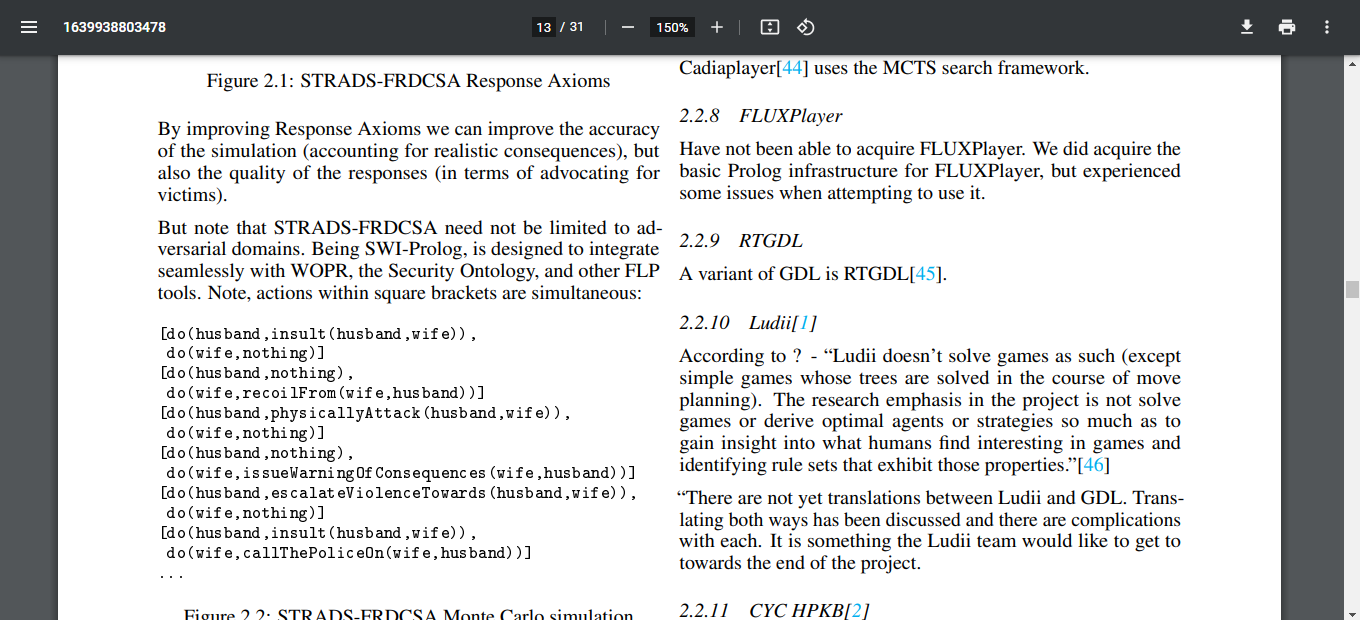 1639938803478
13 / 31
150%
Figure 2.1: STRADS-FRDCSA Response Axioms
By improving Response Axioms we can improve the accuracy
of the simulation (accounting for realistic consequences), but
also the quality of the responses (in terms of advocating for
victims).
But note that STRADS-FRDCSA need not be limited to ad-
versarial domains. Being SWI-Prolog, is designed to integrate
seamlessly with WOPR, the Security Ontology, and other FLP
tools. Note, actions within square brackets are simultaneous:
[do(husband,insult(husband,wife)),
do(wife,nothing)]
[do(husband,nothing),
do(wife,recoilFrom(wife,husband))]
[do(husband,physicallyAttack(husband,wife)),
do(wife,nothing)]
[do(husband,nothing),
do(wife,issueWarningOfConsequences(wife,husband))]
[do(husband,escalateViolenceTowards(husband,wife)),
do(wife,nothing)]
[do(husband,insult(husband,wife)),
do(wife,callThePoliceOn(wife,husband))]
...
Figure 2.2: STRADS-FRDCSA Monte Carlo simulation
Cadiaplayer[44] uses the MCTS search framework.
2.2.8 FLUXPlayer
Have not been able to acquire FLUXPlayer. We did acquire the
basic Prolog infrastructure for FLUXPlayer, but experienced
some issues when attempting to use it.
2.2.9 RTGDL
A variant of GDL is RTGDL[45].
2.2.10 Ludii[1]
According to ? - “Ludii doesn’t solve games as such (except
simple games whose trees are solved in the course of move
planning). The research emphasis in the project is not solve
games or derive optimal agents or strategies so much as to
gain insight into what humans find interesting in games and
identifying rule sets that exhibit those properties.”[46]
“There are not yet translations between Ludii and GDL. Trans-
lating both ways has been discussed and there are complications
with each. It is something the Ludii team would like to get to
towards the end of the project.
2.2.11 CYC HPKB[2]